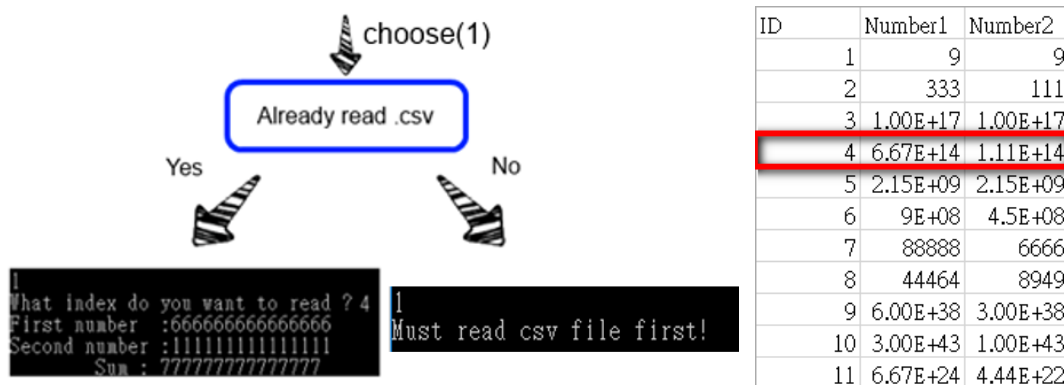 choose(1)
Already read .csv
Yes
No
1
What index do you want to read ? 4
First number :666666666666666
Second number :111111111111111
Sum : 777777777777777
1
Must read csv file first!
ID Number1 Number2
1 9 9
2 333 111
3 1.00E+17 1.00E+17
4 6.67E+14 1.11E+14
5 2.15E+09 2.15E+09
6 9E+08 4.5E+08
7 88888 6666
8 44464 8949
9 6.00E+38 3.00E+38
10 3.00E+43 1.00E+43
11 6.67E+24 4.44E+22